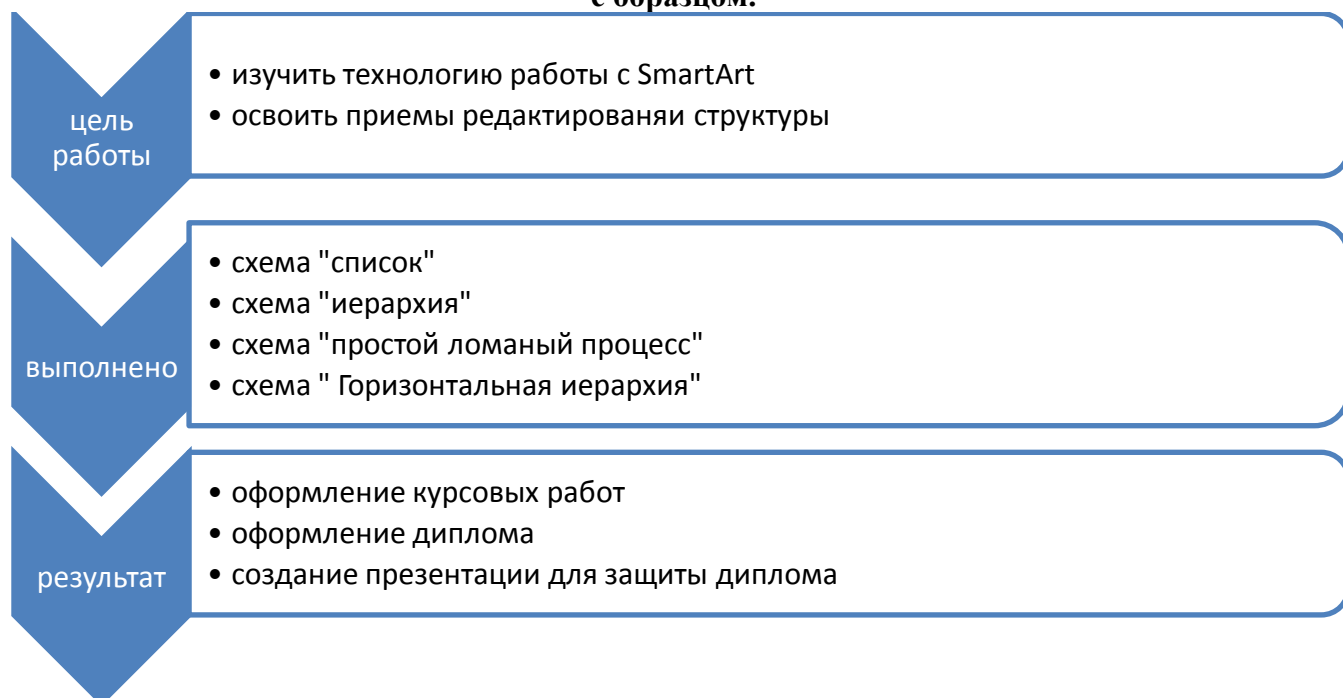 с образцом.
цель
работы
• изучить технологию работы с SmartArt
• освоить приемы редактированяи структуры
выполнено
• схема "список"
• схема "иерархия"
• схема "простой ломаный процесс"
• схема " Горизонтальная иерархия"
результат
• оформление курсовых работ
• оформление диплома
• создание презентации для защиты диплома